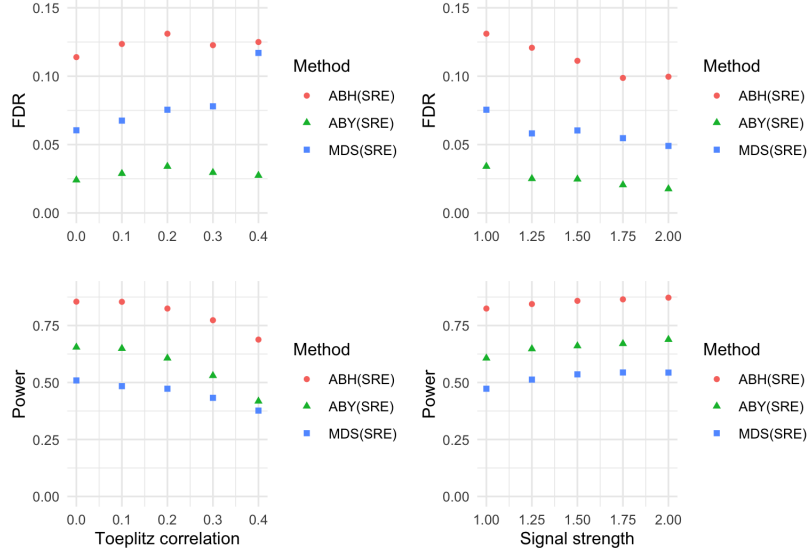 0.15
0.10
0.05
0.00
FDR
0.0 0.1 0.2 0.3 0.4
Method
ABH(SRE)
ABY(SRE)
MDS(SRE)
0.15
0.10
0.05
0.00
FDR
1.00 1.25 1.50 1.75 2.00
Method
ABH(SRE)
ABY(SRE)
MDS(SRE)
0.75
0.50
0.25
0.00
Power
0.0 0.1 0.2 0.3 0.4
Toeplitz correlation
Method
ABH(SRE)
ABY(SRE)
MDS(SRE)
0.75
0.50
0.25
0.00
Power
1.00 1.25 1.50 1.75 2.00
Signal strength
Method
ABH(SRE)
ABY(SRE)
MDS(SRE)